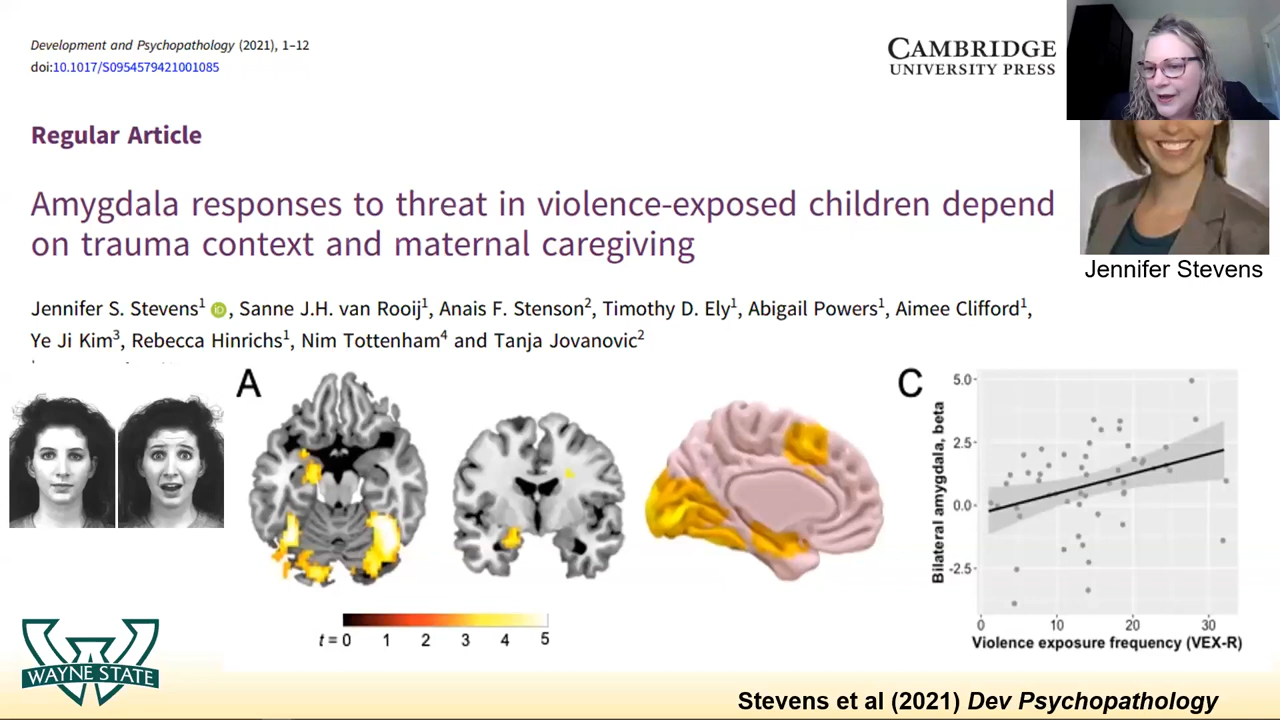 Development and Psychopathology (2021), 1–12
doi:10.1017/S0954579421001085
CAMBRIDGE
UNIVERSITY PRESS
Regular Article
Amygdala responses to threat in violence-exposed children depend
on trauma context and maternal caregiving
Jennifer Stevens
Jennifer S. Stevens1 iD, Sanne J.H. van Rooij1, Anais F. Stenson2, Timothy D. Ely1, Abigail Powers1, Aimee Clifford1,
Ye Ji Kim3, Rebecca Hinrichs1, Nim Tottenham4 and Tanja Jovanovic2
A
C
5.0
2.5
0.0
-2.5
Bilateral amygdala, beta
0 10 20 30
Violence exposure frequency (VEX-R)
t = 0 1 2 3 4 5
WAYNE STATE
Stevens et al (2021) Dev Psychopathology